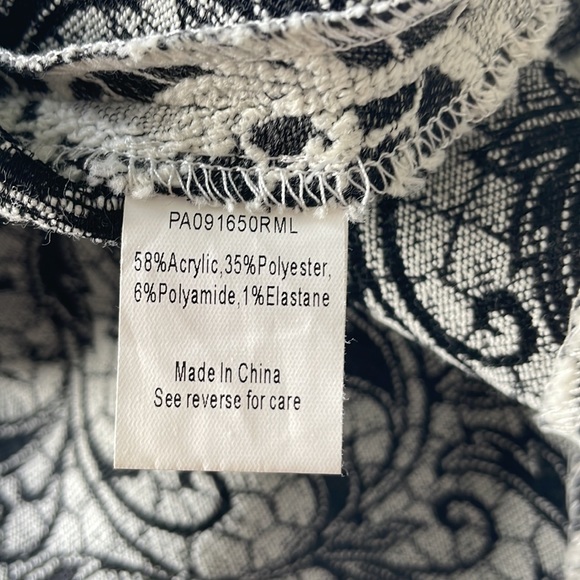 PA091650RML
58%Acrylic,35%Polyester,
6%Polyamide,1%Elastane
Made In China
See reverse for care